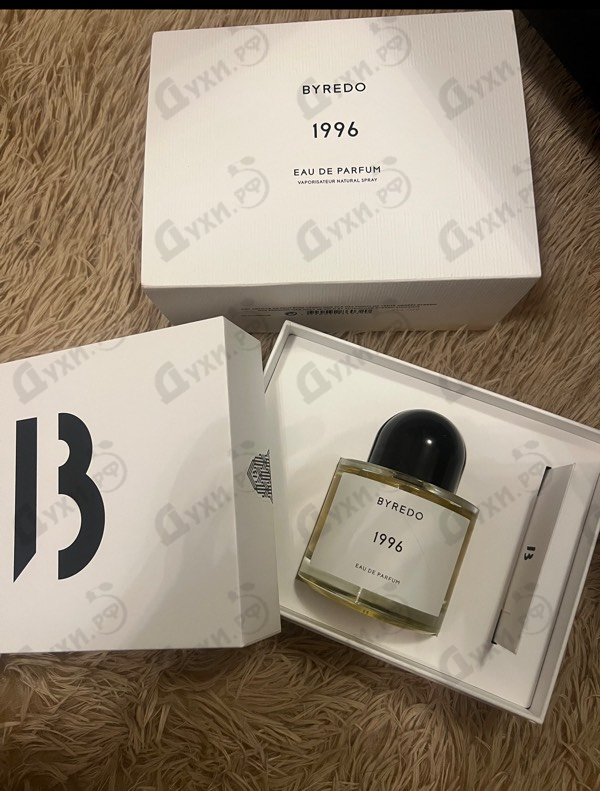 BYREDO
1996
EAU DE PARFUM
VAPORISATEUR NATURAL SPRAY
B
BYREDO
1996
EAU DE PARFUM
B
Духи.рф